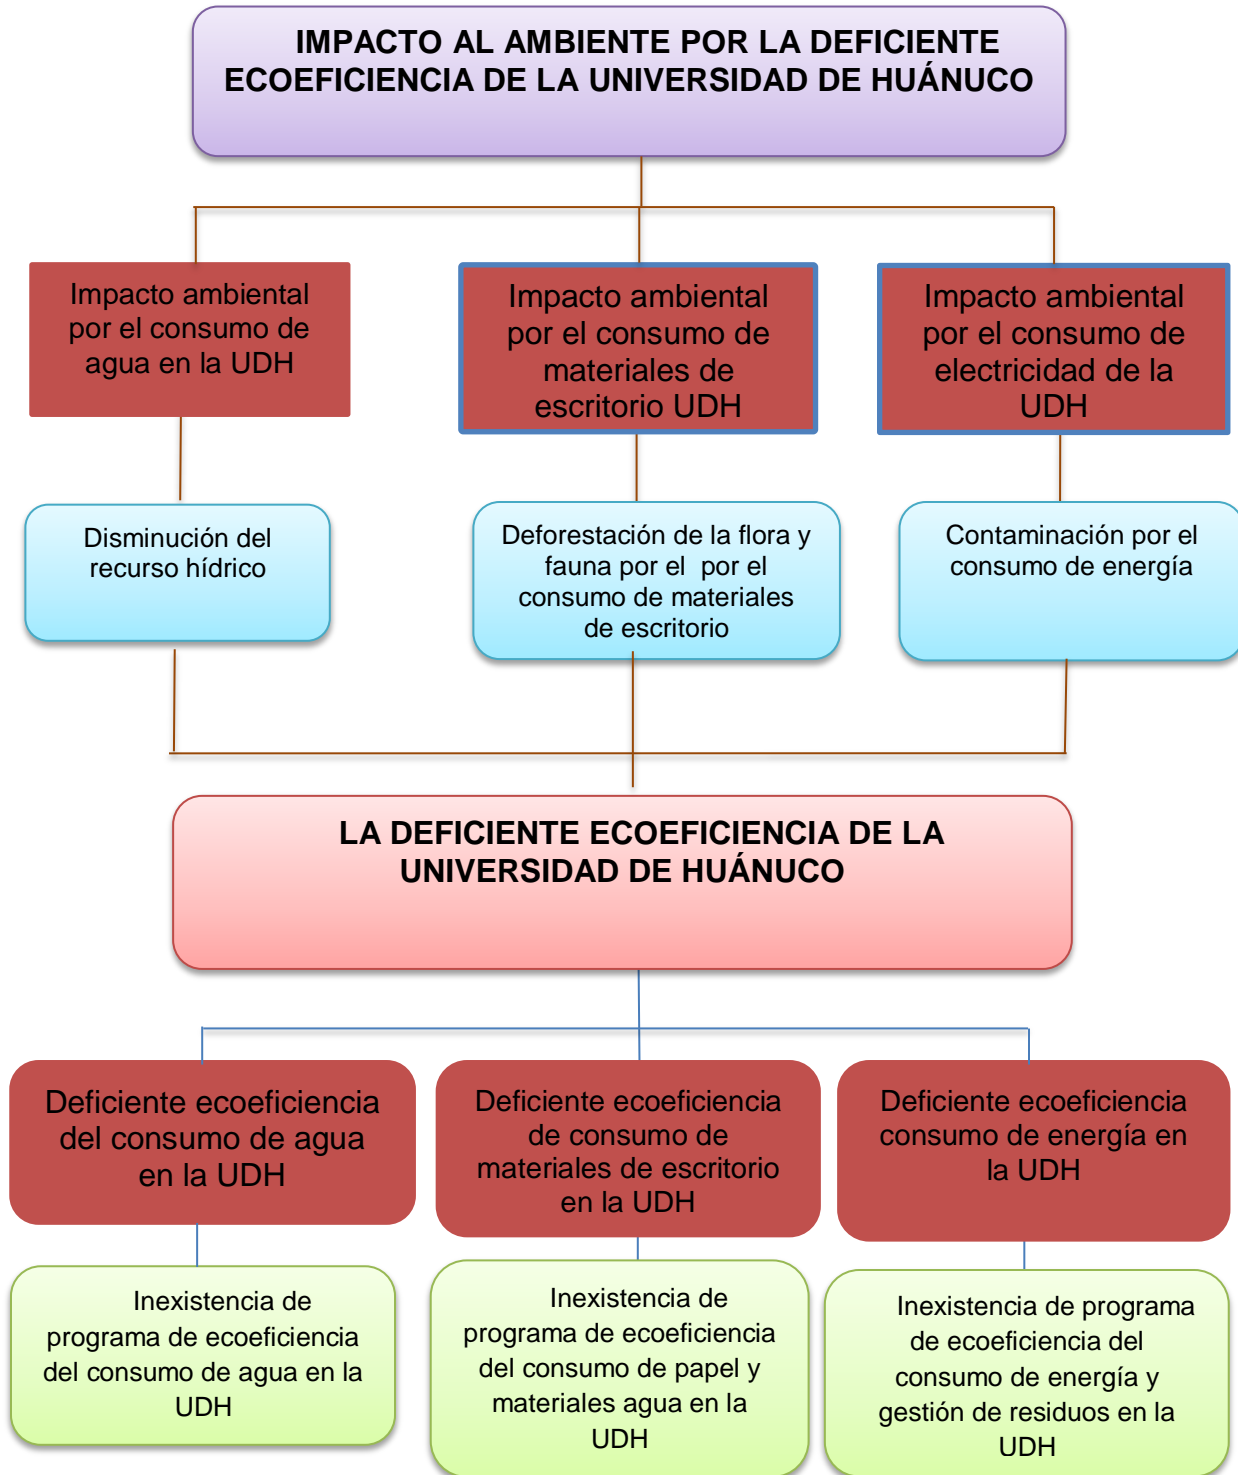 IMPACTO AL AMBIENTE POR LA DEFICIENTE
ECOEFICIENCIA DE LA UNIVERSIDAD DE HUÁNUCO
Impacto ambiental
por el consumo de
agua en la UDH
Impacto ambiental
por el consumo de
materiales de
escritorio UDH
Impacto ambiental
por el consumo de
electricidad de la
UDH
Disminución del
recurso hídrico
Deforestación de la flora y
fauna por el por el
consumo de materiales
de escritorio
Contaminación por el
consumo de energía
LA DEFICIENTE ECOEFICIENCIA DE LA
UNIVERSIDAD DE HUÁNUCO
Deficiente ecoeficiencia
del consumo de agua
en la UDH
Deficiente ecoeficiencia
de consumo de
materiales de escritorio
en la UDH
Deficiente ecoeficiencia
consumo de energía en
la UDH
Inexistencia de
programa de ecoeficiencia
del consumo de agua en la
UDH
Inexistencia de
programa de ecoeficiencia
del consumo de papel y
materiales agua en la
UDH
Inexistencia de programa
de ecoeficiencia del
consumo de energía y
gestión de residuos en la
UDH